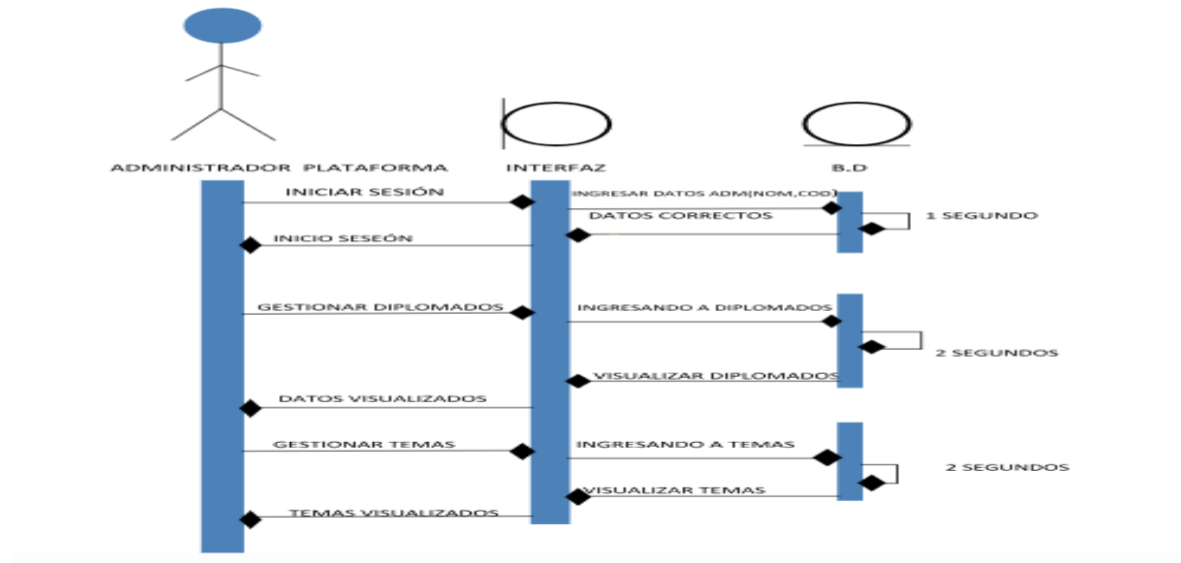 ADMINISTRADOR PLATAFORMA
INTERFAZ
B.D
INICIAR SESIÓN
INGRESAR DATOS ADM(NOM,COD)
DATOS CORRECTOS
1 SEGUNDO
INICIO SESEÓN
GESTIONAR DIPLOMADOS
INGRESANDO A DIPLOMADOS
2 SEGUNDOS
VISUALIZAR DIPLOMADOS
DATOS VISUALIZADOS
GESTIONAR TEMAS
INGRESANDO A TEMAS
2 SEGUNDOS
VISUALIZAR TEMAS
TEMAS VISUALIZADOS